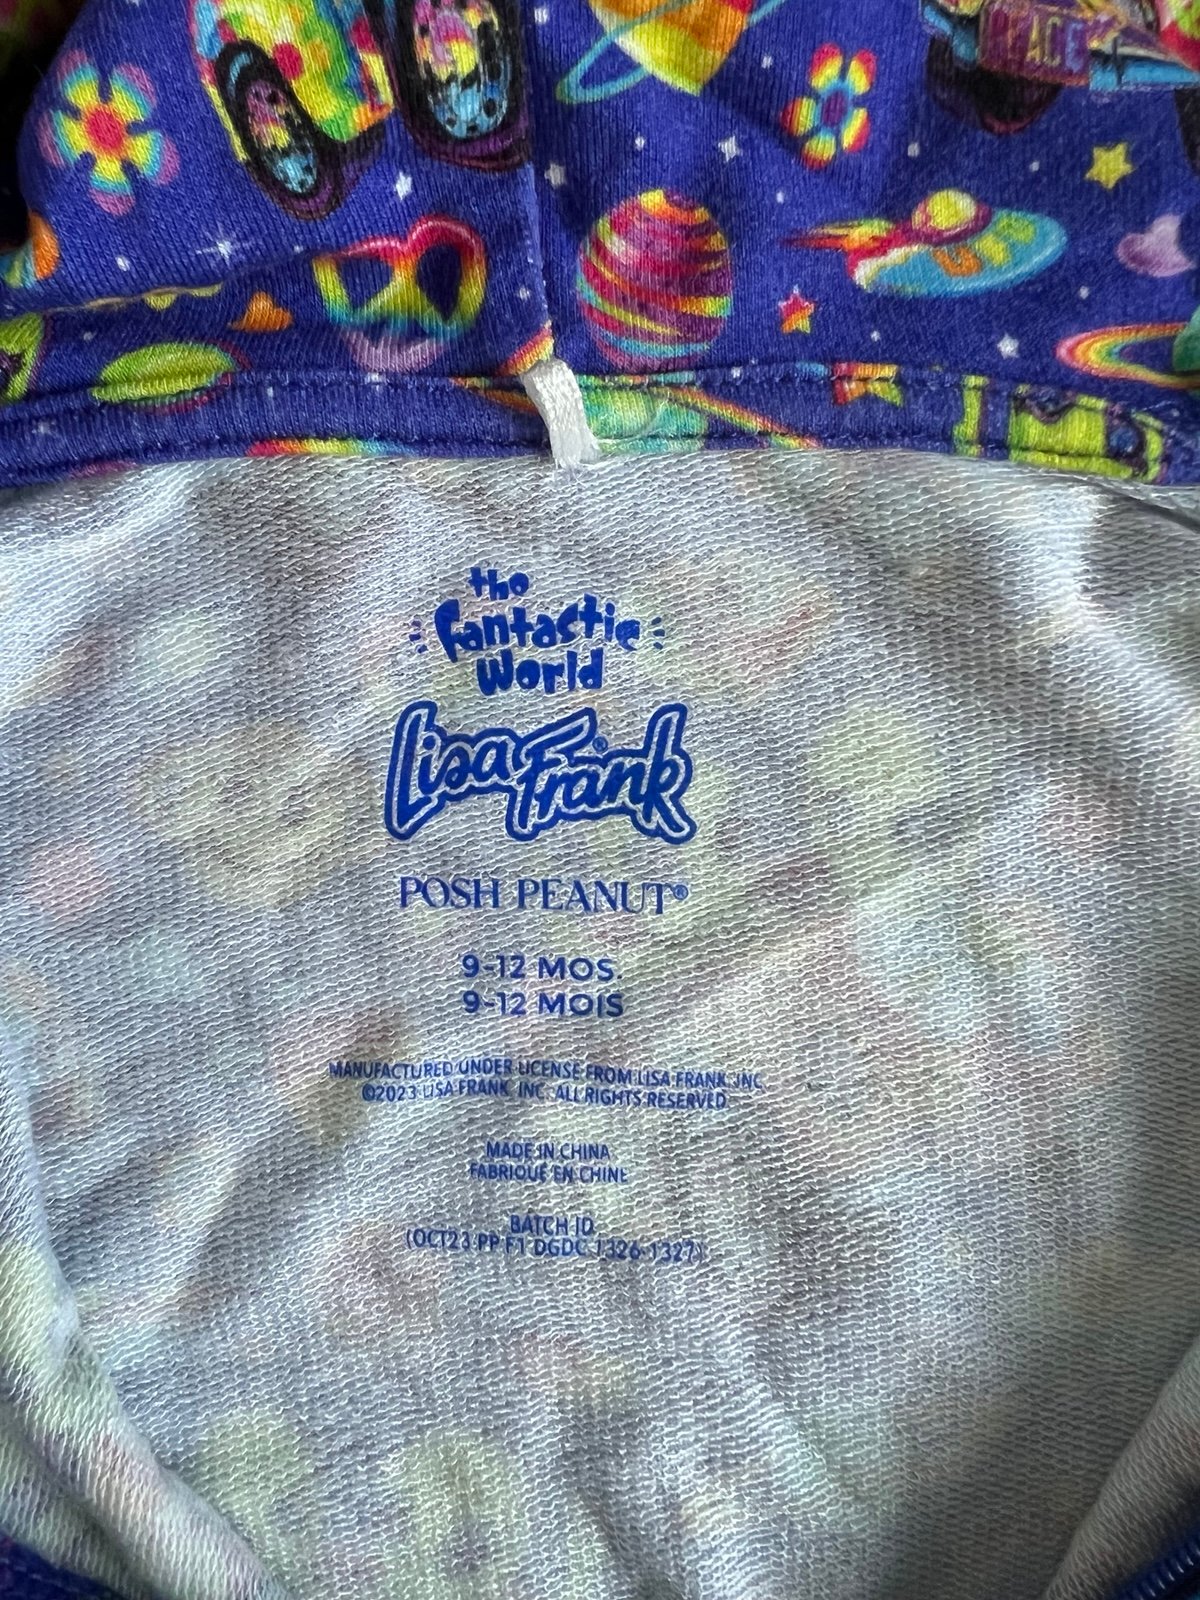 PACE
UFO
the
fantastic
World
Lisa Frank®
POSH PEANUT®
9-12 MOS.
9-12 MOIS
MANUFACTURED UNDER LICENSE FROM LISA FRANK, INC.
©2023 LISA FRANK, INC. ALL RIGHTS RESERVED.
MADE IN CHINA
FABRIQUÉ EN CHINE
BATCH ID
(OCT23 PP F1 DGDC 1326-1327)